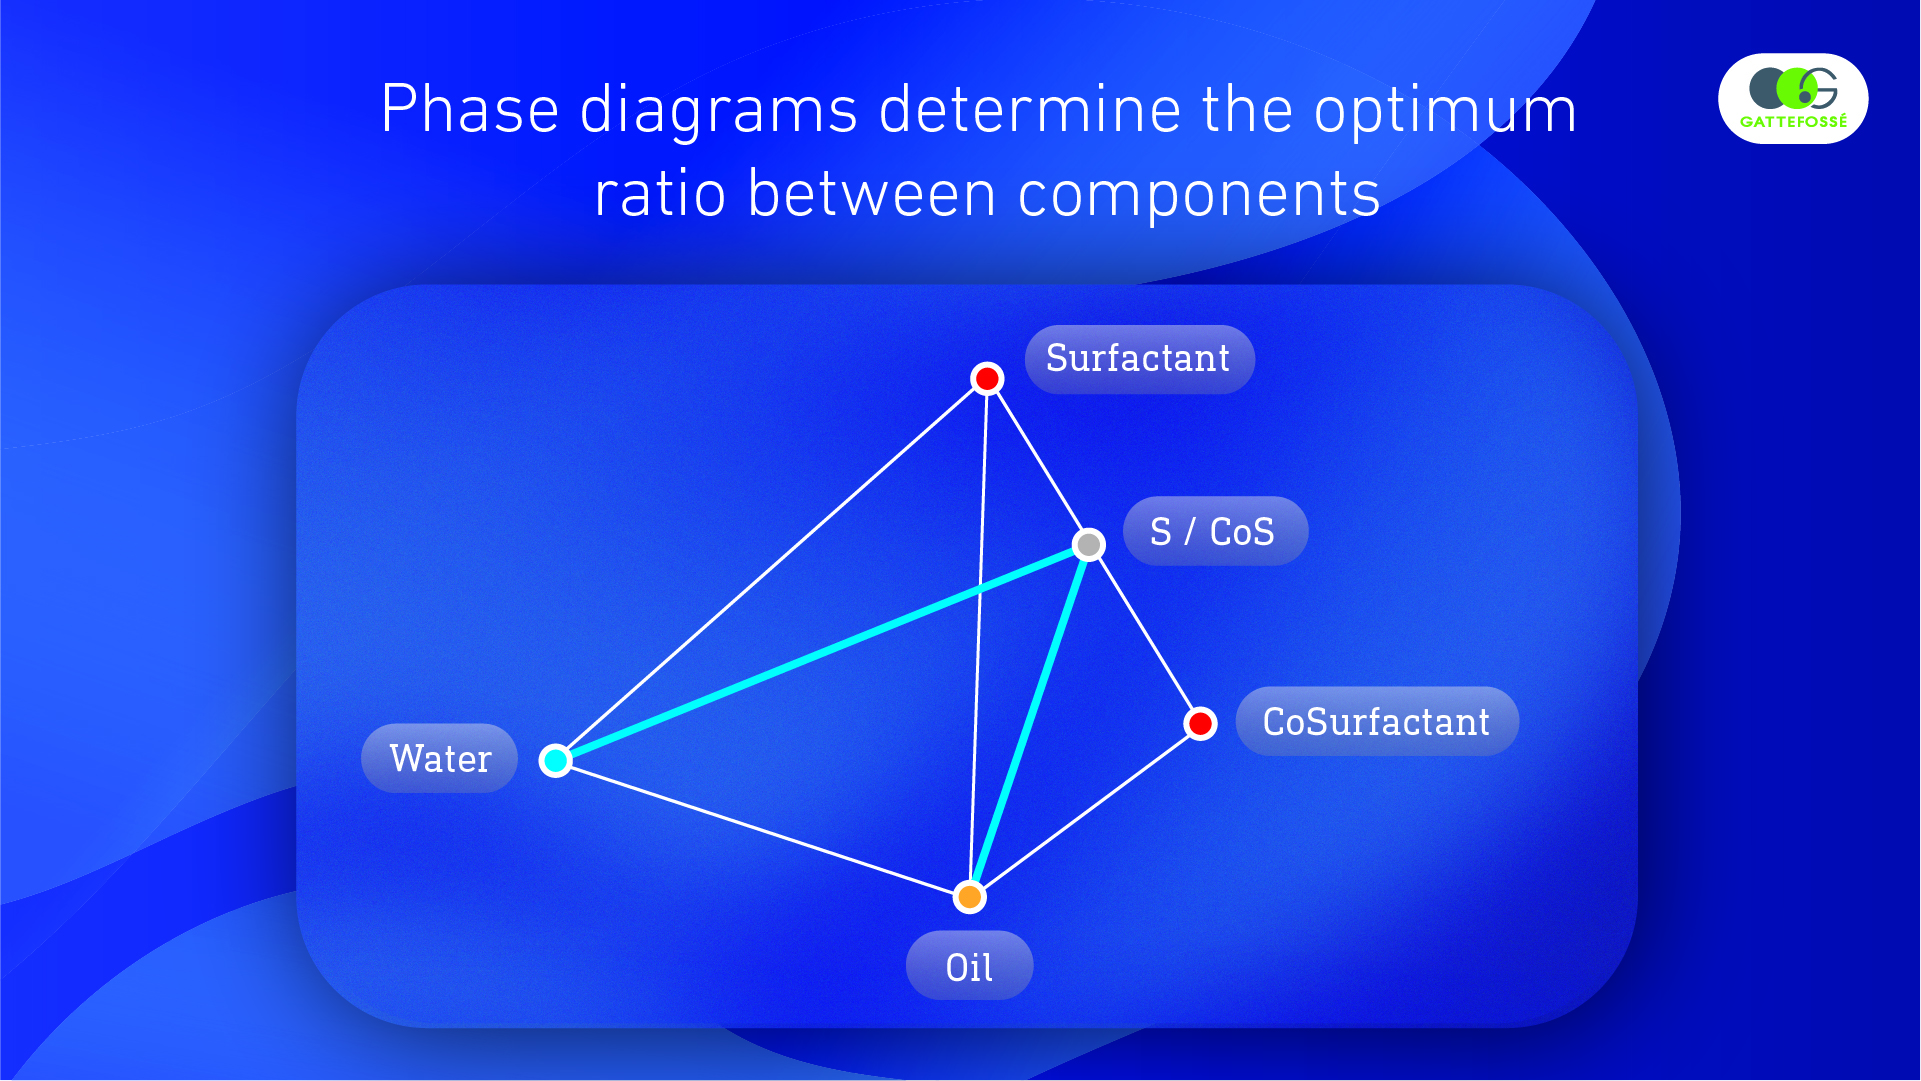 Phase diagrams determine the optimum
ratio between components
GATTEFOSSÉ
Surfactant
S / CoS
CoSurfactant
Water
Oil